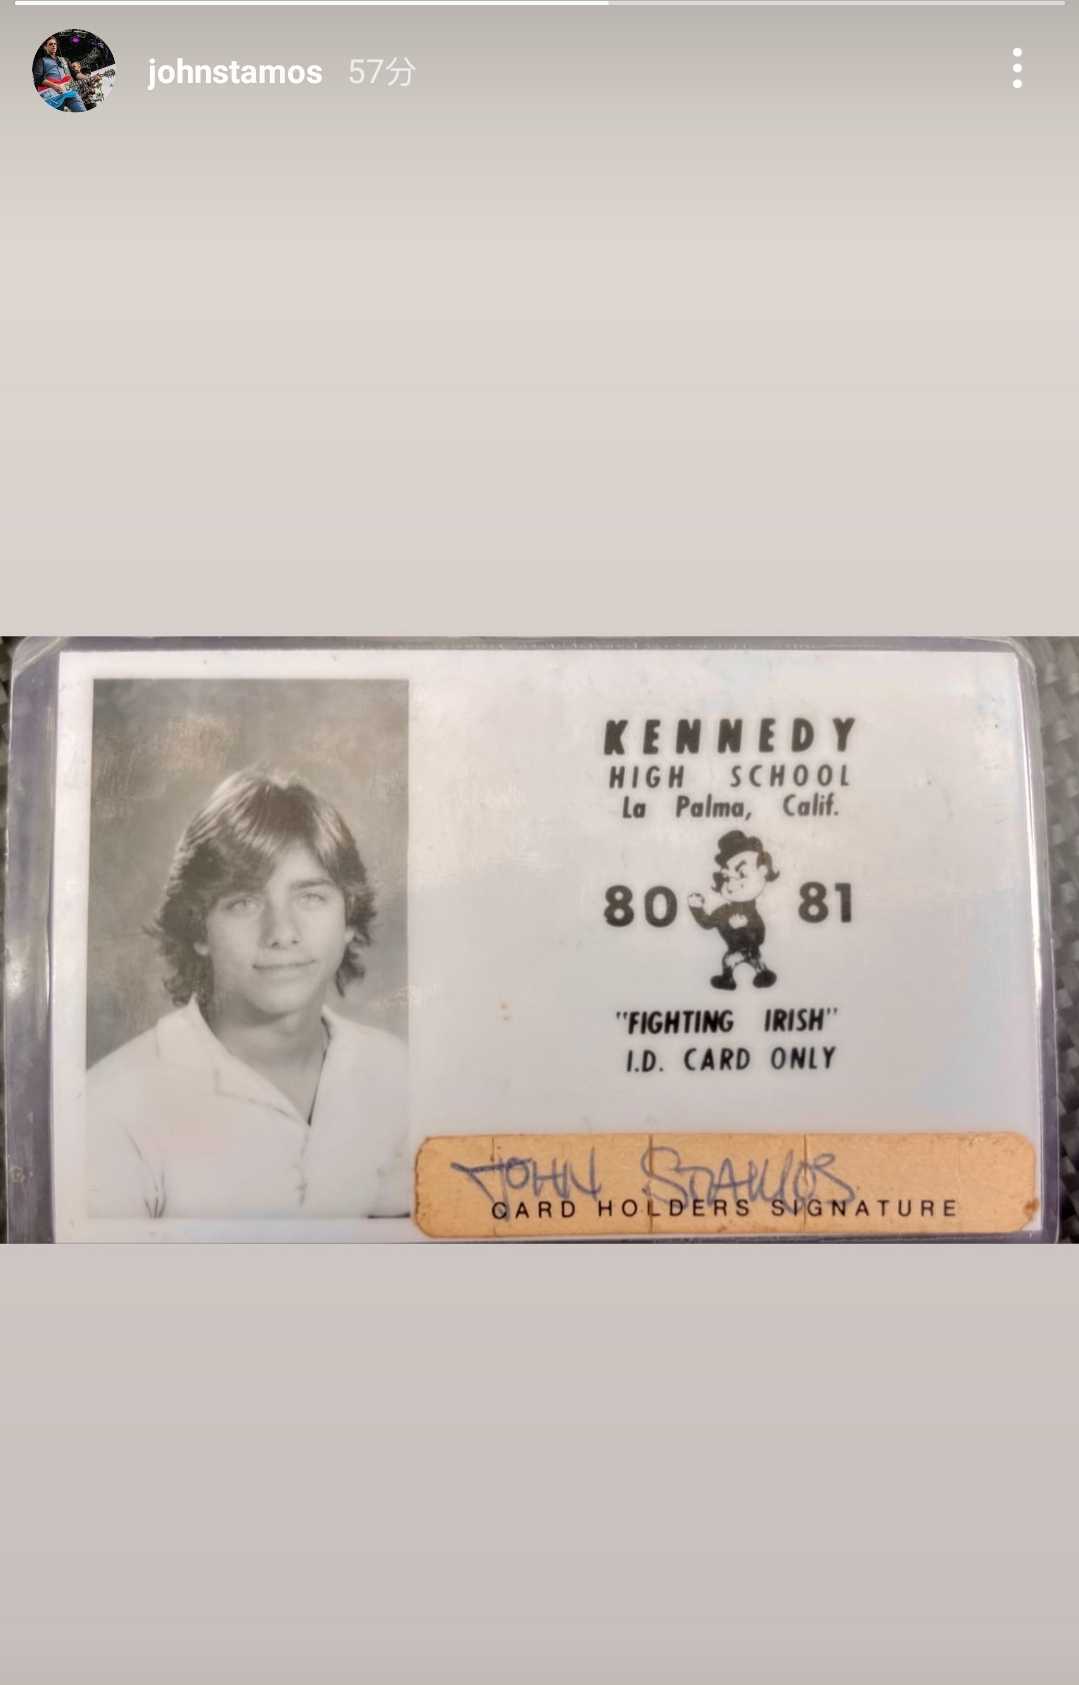 johnstamos 57分
KENNEDY
HIGH SCHOOL
La Palma, Calif.
80 81
"FIGHTING IRISH"
I.D. CARD ONLY
JOHN STAMOS
CARD HOLDERS SIGNATURE